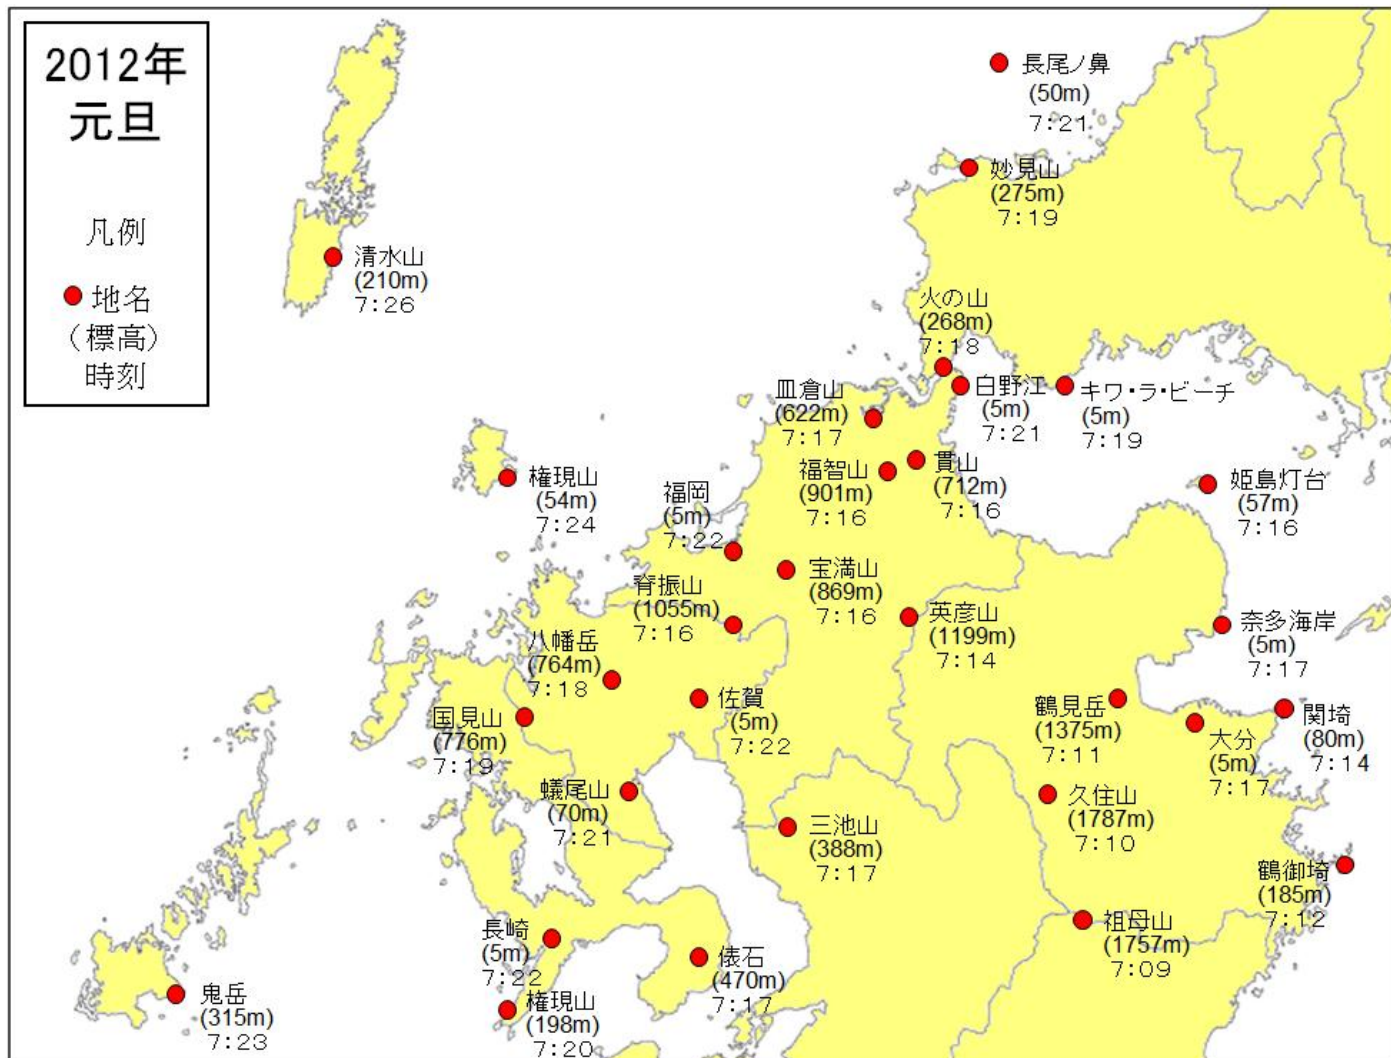 2012年
元旦
凡例
地名
（標高）
時刻
長尾ノ鼻
(50m)
7:21
妙見山
(275m)
7:19
清水山
(210m)
7:26
火の山
(268m)
7:18
白野江
(5m)
7:21
キワ・ラ・ビーチ
(5m)
7:19
皿倉山
(622m)
7:17
福智山
(901m)
7:16
貫山
(712m)
7:16
姫島灯台
(57m)
7:16
権現山
(54m)
7:24
福岡
(5m)
7:22
宝満山
(869m)
7:16
脊振山
(1055m)
7:16
英彦山
(1199m)
7:14
奈多海岸
(5m)
7:17
八幡岳
(764m)
7:18
佐賀
(5m)
7:22
国見山
(776m)
7:19
鶴見岳
(1375m)
7:11
大分
(5m)
7:17
関埼
(80m)
7:14
蟻尾山
(70m)
7:21
三池山
(388m)
7:17
久住山
(1787m)
7:10
鶴御埼
(185m)
7:12
祖母山
(1757m)
7:09
長崎
(5m)
7:22
俵石
(470m)
7:17
鬼岳
(315m)
7:23
権現山
(198m)
7:20